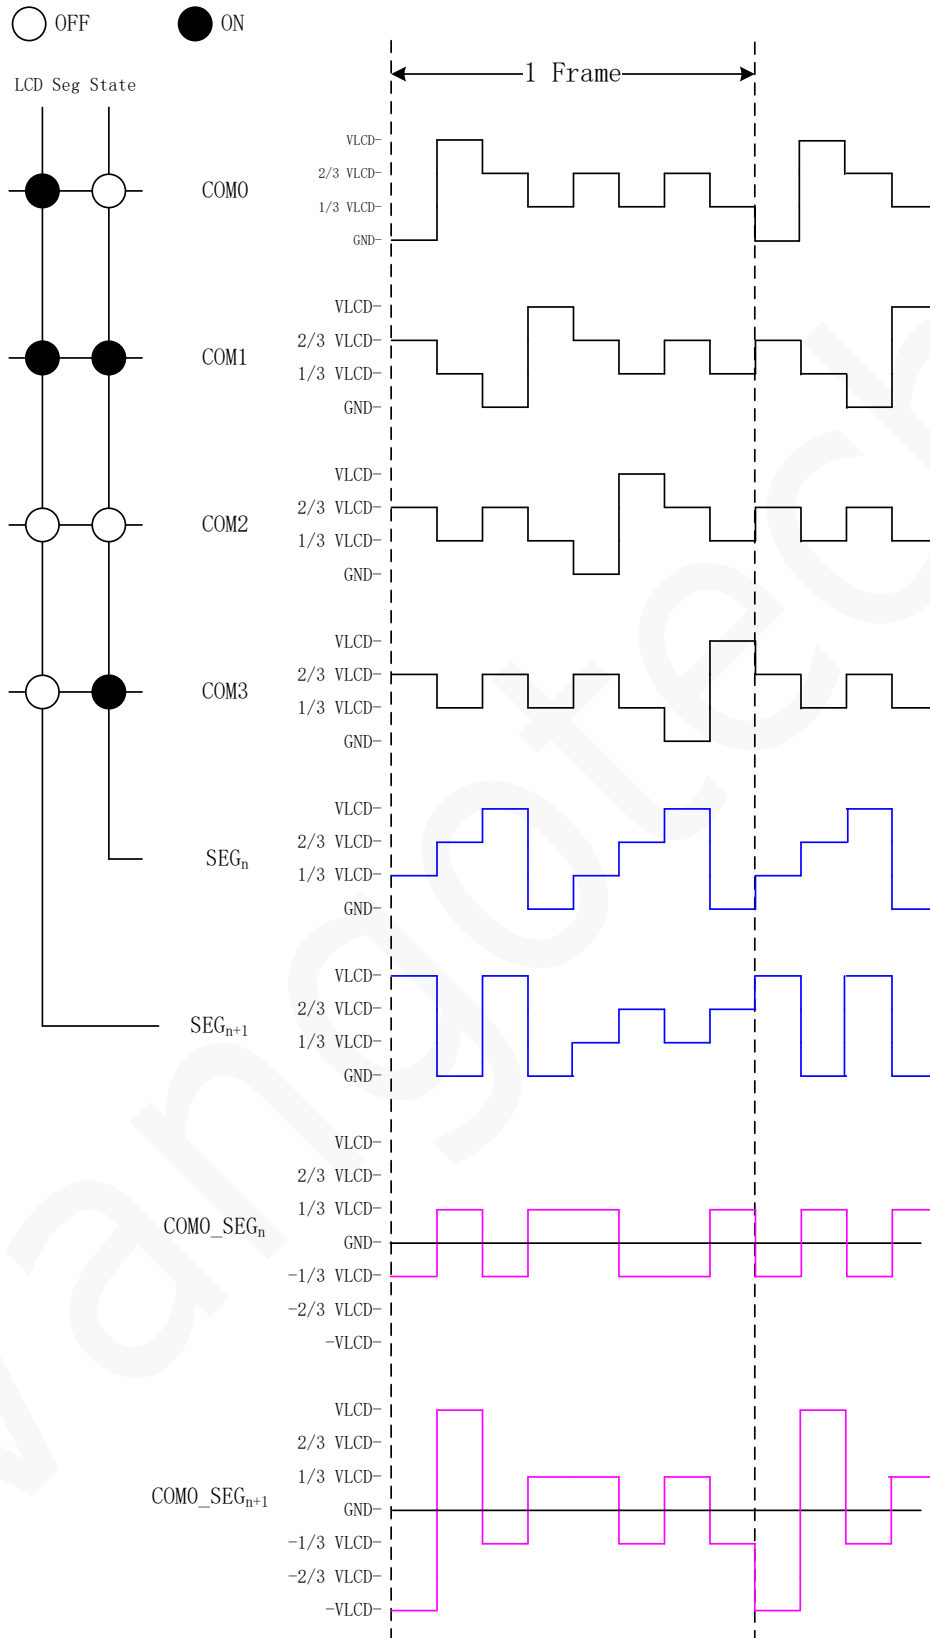 OFF ON
LCD Seg State
1 Frame
VLCD
2/3 VLCD
COM0
1/3 VLCD
GND
VLCD
2/3 VLCD
COM1
1/3 VLCD
GND
VLCD
2/3 VLCD
COM2
1/3 VLCD
GND
VLCD
2/3 VLCD
COM3
1/3 VLCD
GND
VLCD
2/3 VLCD
SEGn
1/3 VLCD
GND
VLCD
2/3 VLCD
SEGn+1
1/3 VLCD
GND
VLCD
2/3 VLCD
1/3 VLCD
COM0_SEGn
GND
-1/3 VLCD
-2/3 VLCD
-VLCD
VLCD
2/3 VLCD
1/3 VLCD
COM0_SEGn+1
GND
-1/3 VLCD
-2/3 VLCD
-VLCD
vangotech